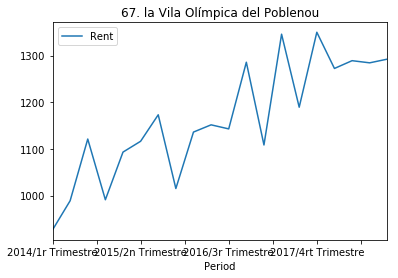 67. la Vila Olímpica del Poblenou
Rent
1300
1200
1100
1000
2014/1r Trimestre 2015/2n Trimestre 2016/3r Trimestre 2017/4rt Trimestre
Period